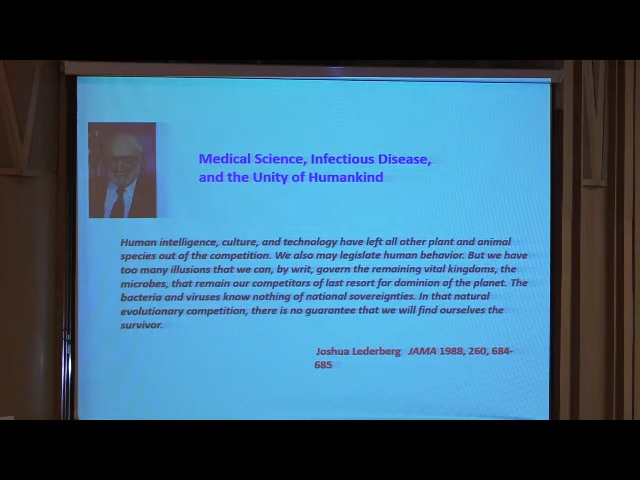 Medical Science, Infectious Disease,
and the Unity of Humankind
Human intelligence, culture, and technology have left all other plant and animal
species out of the competition. We also may legislate human behavior. But we have
too many illusions that we can, by writ, govern the remaining vital kingdoms, the
microbes, that remain our competitors of last resort for dominion of the planet. The
bacteria and viruses know nothing of national sovereignties. In that natural
evolutionary competition, there is no guarantee that we will find ourselves the
survivor.
Joshua Lederberg JAMA 1988, 260, 684-
685